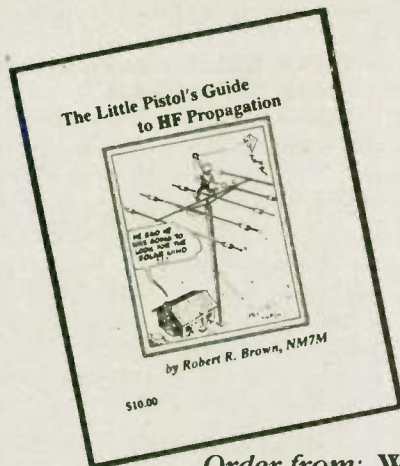 The Little Pistol's Guide
to HF Propagation
HE SAID HE
WAS GOING TO
LOOK FOR THE
SOLAR WIND
by Robert R. Brown, NM7M
$10.00
Order from: W